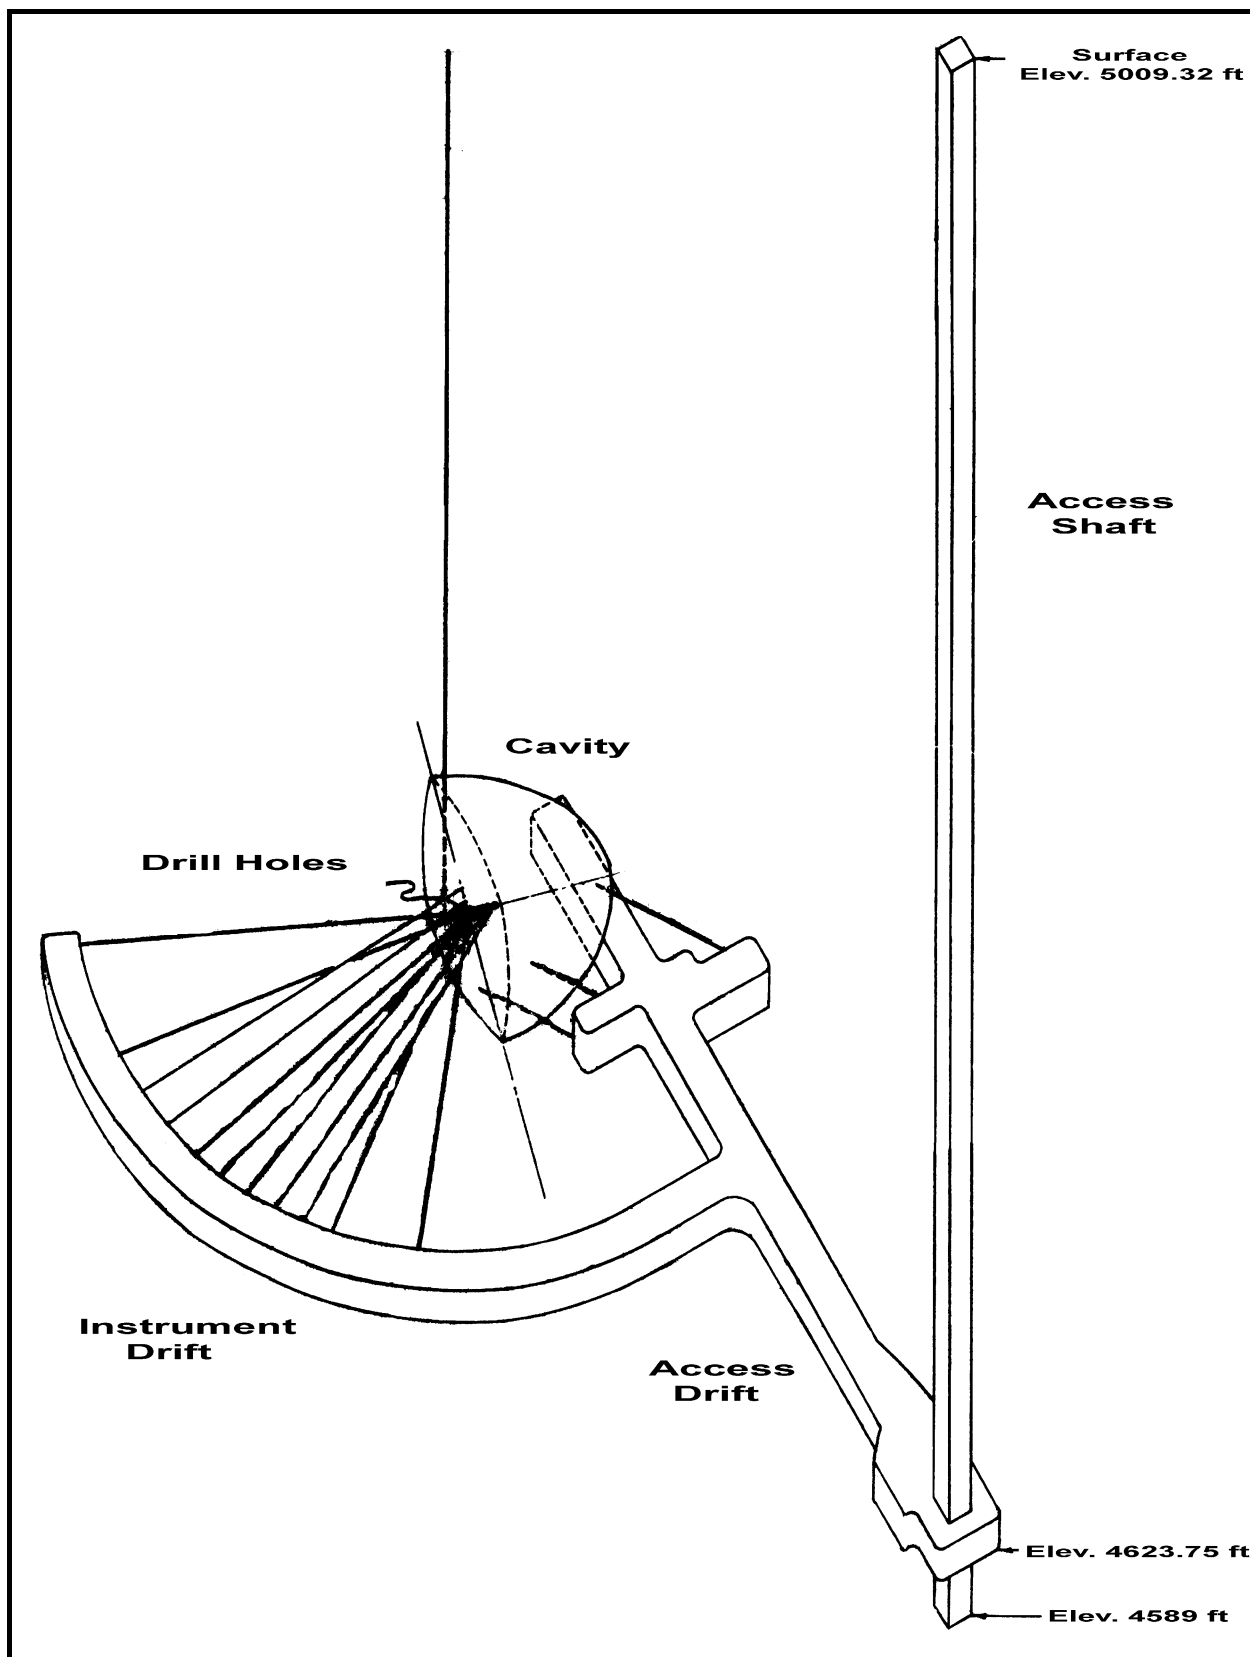 Surface
Elev. 5009.32 ft
Access
Shaft
Cavity
Drill Holes
Instrument
Drift
Access
Drift
Elev. 4623.75 ft
Elev. 4589 ft